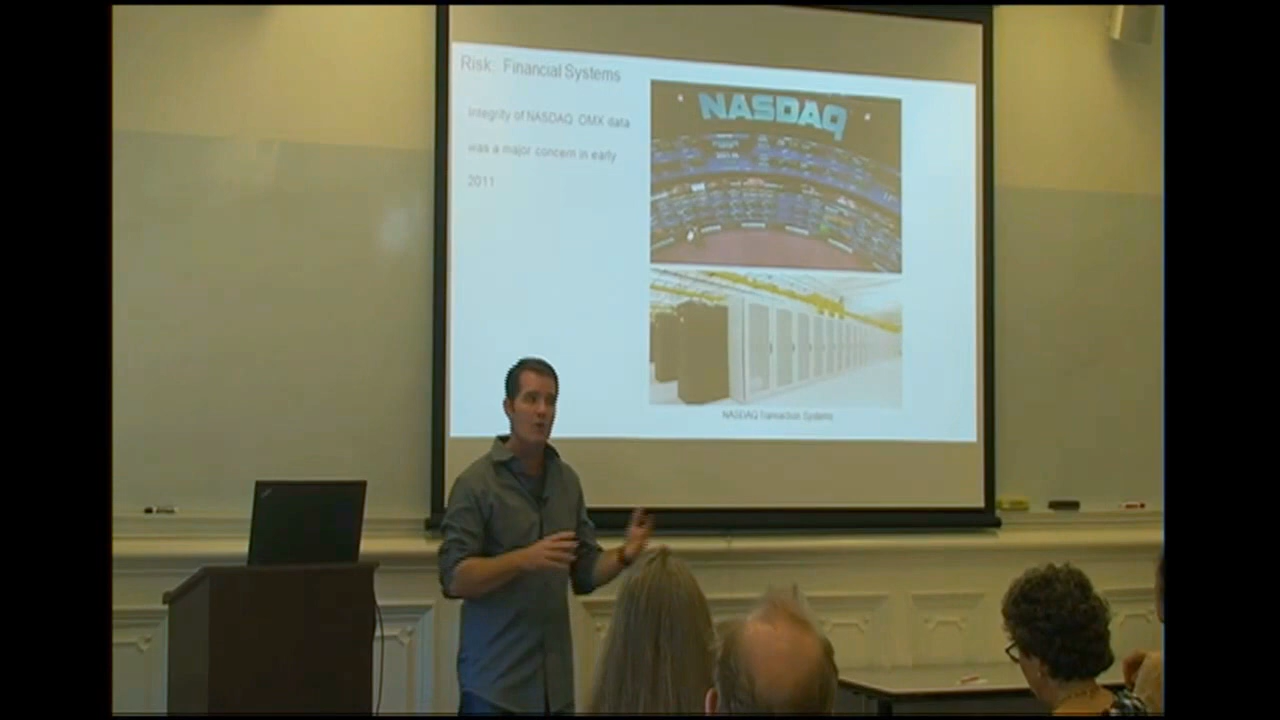 Risk: Financial Systems
Integrity of NASDAQ OMX data
was a major concern in early
2011
NASDAQ
NASDAQ Transaction Systems